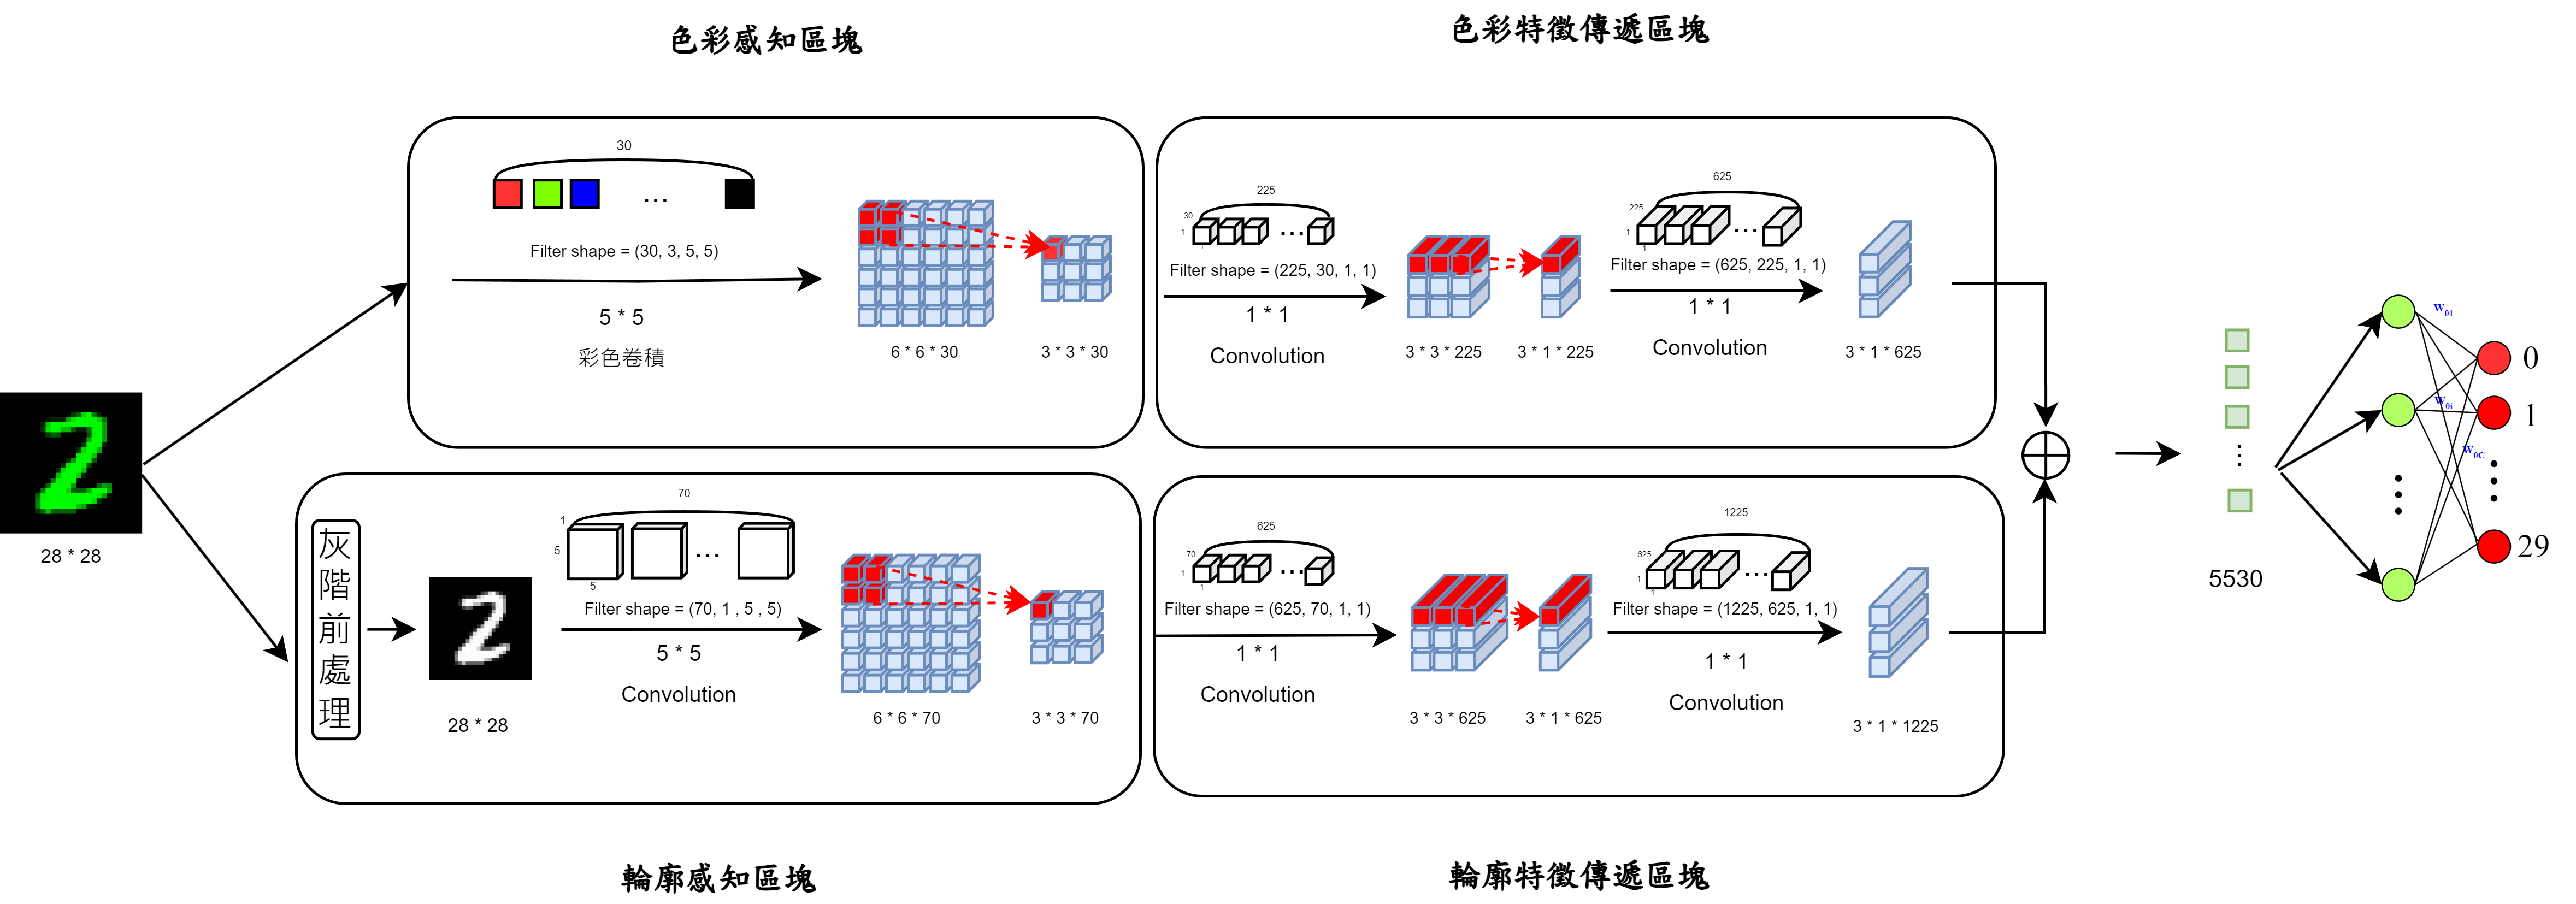 色彩感知區塊
色彩特徵傳遞區塊
30
Filter shape = (30, 3, 5, 5)
5 * 5
彩色卷積
6 * 6 * 30
3 * 3 * 30
225
30
1
1
Filter shape = (225, 30, 1, 1)
1 * 1
Convolution
3 * 3 * 225
3 * 1 * 225
625
225
1
1
Filter shape = (625, 225, 1, 1)
1 * 1
Convolution
3 * 1 * 625
28 * 28
灰階前處理
28 * 28
70
1
5
5
Filter shape = (70, 1 , 5 , 5)
5 * 5
Convolution
6 * 6 * 70
3 * 3 * 70
625
70
1
1
Filter shape = (625, 70, 1, 1)
1 * 1
Convolution
3 * 3 * 625
3 * 1 * 625
1225
625
1
1
Filter shape = (1225, 625, 1, 1)
1 * 1
Convolution
3 * 1 * 1225
5530
W01
W0i
W0C
0
1
29
輪廓感知區塊
輪廓特徵傳遞區塊